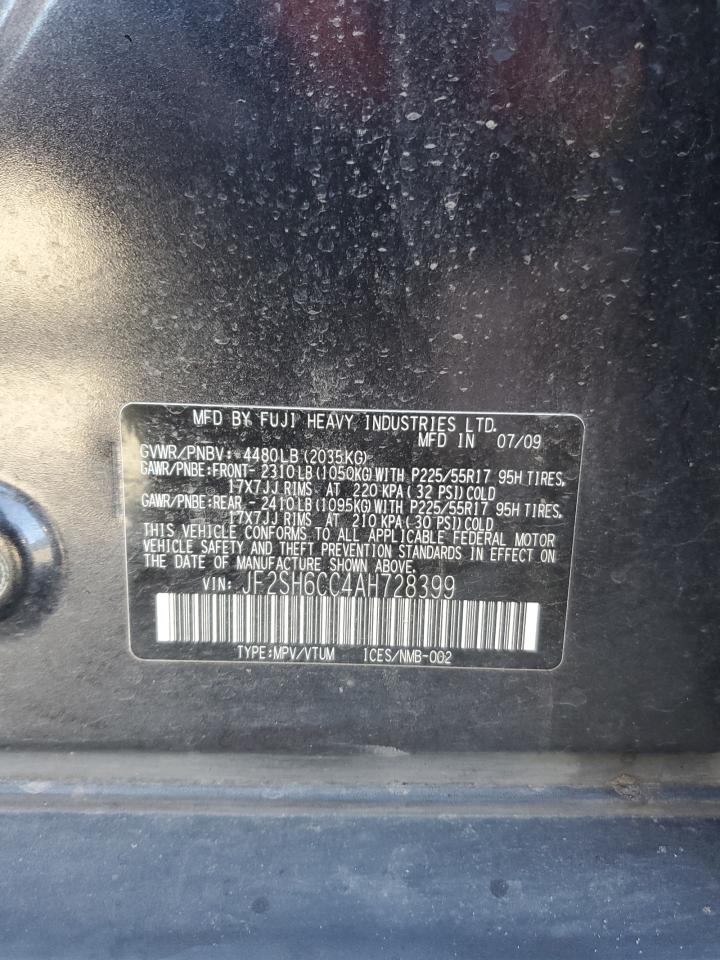 MFD BY FUJI HEAVY INDUSTRIES LTD.
MFD IN 07/09
GVWR/PNBV: 4480LB(2035KG)
GAWR/PNBE:FRONT-2310LB(1050KG)WITH P225/55R17 95H TIRES,
17X7JJ RIMS AT 220 KPA(32 PSI)COLD
GAWR/PNBE:REAR -2410LB(1095KG)WITH P225/55R17 95H TIRES,
17X7JJ RIMS AT 210 KPA(30 PSI)COLD
THIS VEHICLE CONFORMS TO ALL APPLICABLE FEDERAL MOTOR
VEHICLE SAFETY AND THEFT PREVENTION STANDARDS IN EFFECT ON
THE DATE OF MANUFACTURE SHOWN ABOVE.
VIN: JF2SH6CC4AH728399
TYPE:MPV/VTUM ICES/NMB-002